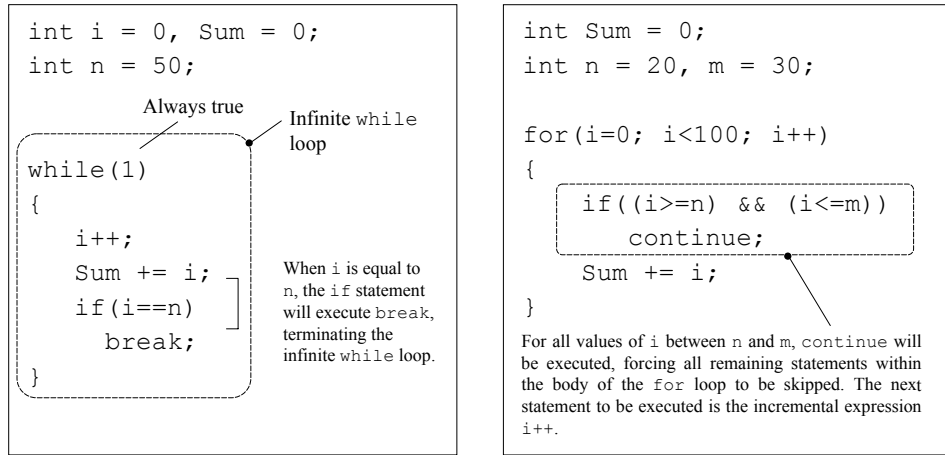 int i = 0, Sum = 0;
int n = 50;
Always true
Infinite while
loop
while(1)
{
i++;
Sum += i;
if(i==n)
break;
}
When i is equal to
n, the if statement
will execute break,
terminating the
infinite while loop.
int Sum = 0;
int n = 20, m = 30;
for(i=0; i<100; i++)
{
if((i>=n) && (i<=m))
continue;
Sum += i;
}
For all values of i between n and m, continue will
be executed, forcing all remaining statements within
the body of the for loop to be skipped. The next
statement to be executed is the incremental expression
i++.